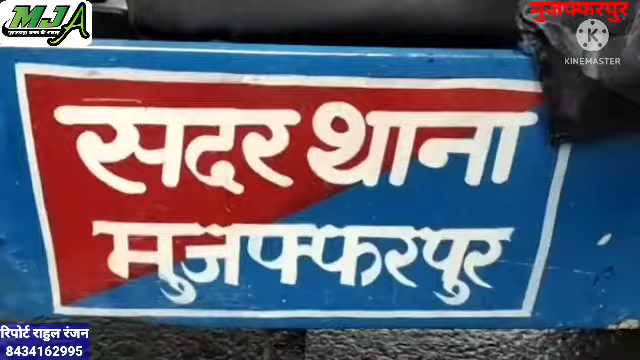 MJA
मुजफ्फरपुर
KINEMASTER
सदर थाना
मुजफ्फरपुर
रिपोर्ट राहुल रंजन
8434162995